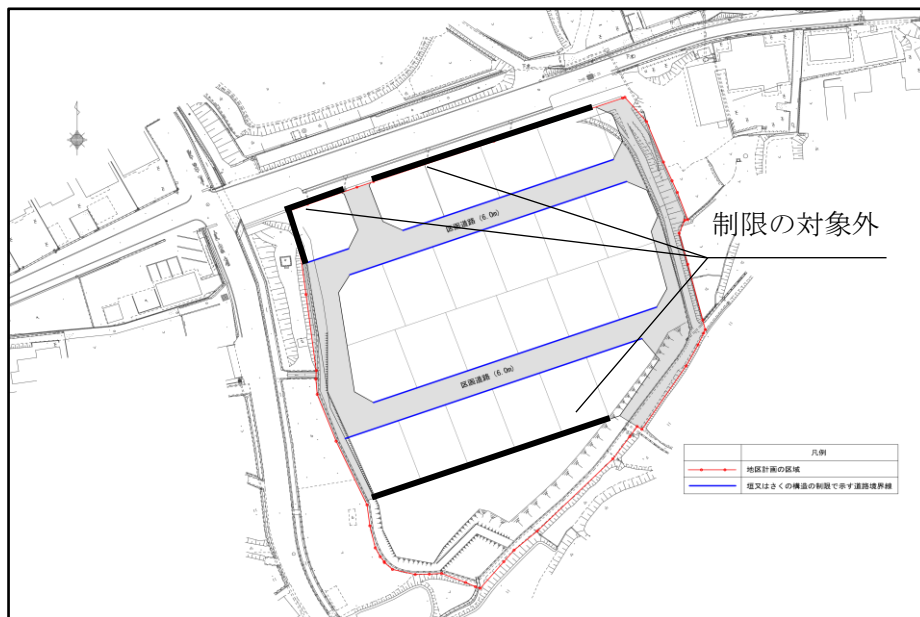 区画道路 (6.0m)
制限の対象外
区画道路 (6.0m)
凡例
地区計画の区域
垣又はさくの構造の制限で示す道路境界線